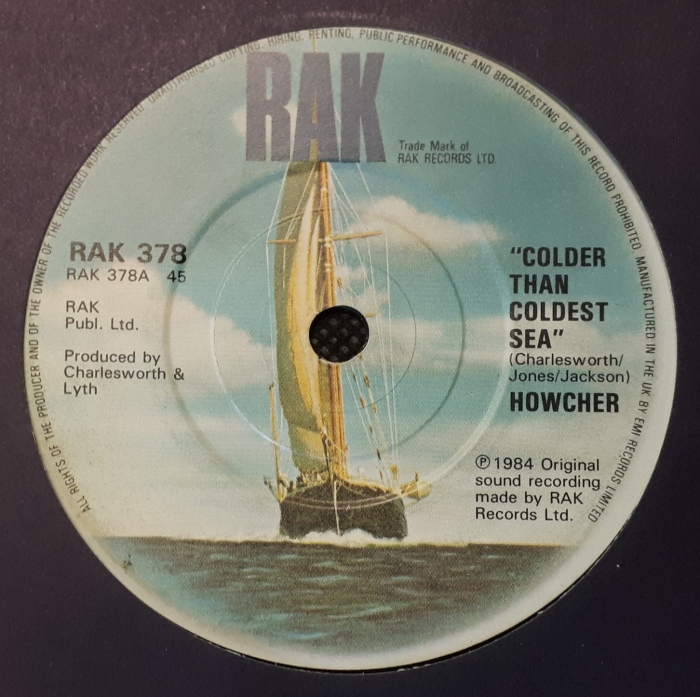 ALL RIGHTS OF THE PRODUCER AND OF THE OWNER OF THE RECORDED WORK RESERVED. UNAUTHORISED COPYING, HIRING, RENTING, PUBLIC PERFORMANCE AND BROADCASTING OF THIS RECORD PROHIBITED. MANUFACTURED IN THE UK BY EMI RECORDS LIMITED
RAK
Trade Mark of
RAK RECORDS LTD.
RAK 378
RAK 378A 45
RAK
Publ. Ltd.
Produced by
Charlesworth &
Lyth
"COLDER
THAN
COLDEST
SEA"
(Charlesworth/
Jones/Jackson)
HOWCHER
℗ 1984 Original
sound recording
made by RAK
Records Ltd.